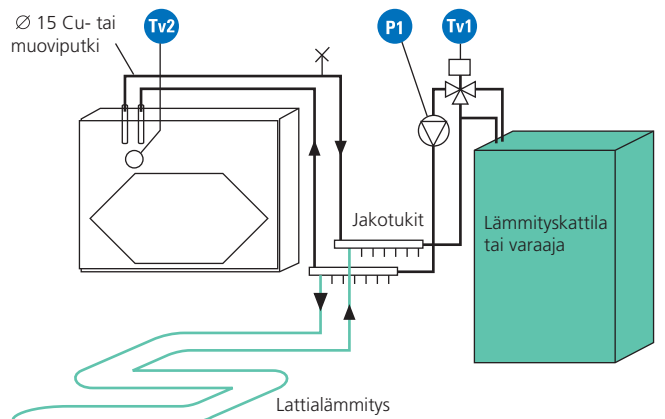 ∅ 15 Cu- tai
muoviputki
Tv2
P1
Tv1
Jakotukit
Lämmityskattila
tai varaaja
Lattialämmitys